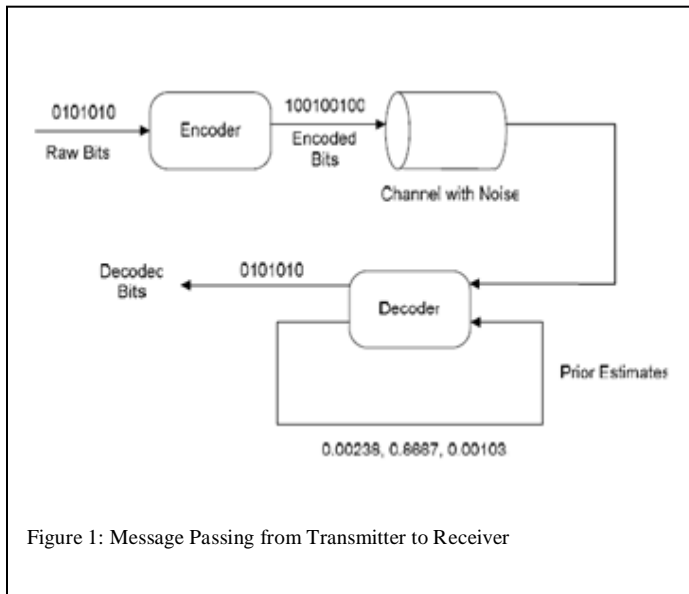 0101010
Raw Bits
Encoder
100100100
Encoded
Bits
Channel with Noise
Decodec
Bits
0101010
Decoder
Prior Estimates
0.00238, 0.8667, 0.00103
Figure 1: Message Passing from Transmitter to Receiver